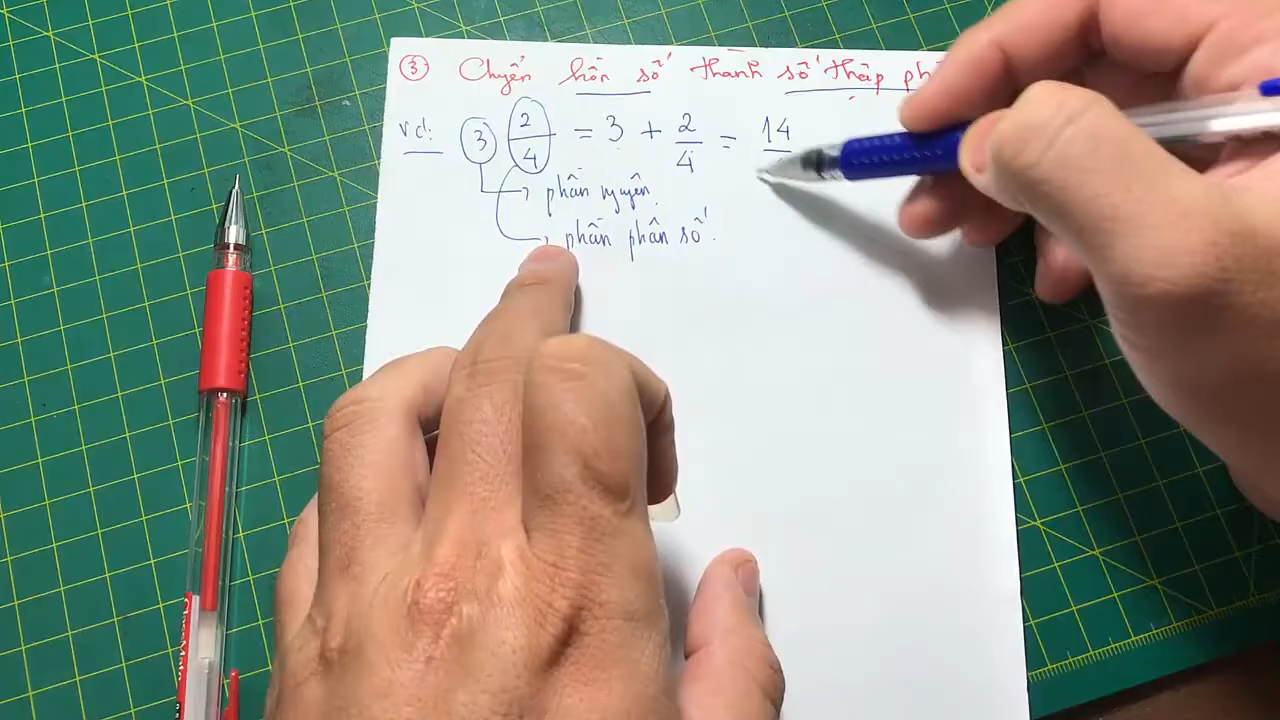 ③ Chuyển hỗn số thành số thập
vd: 3 2/4 = 3 + 2/4 = 14
phần nguyên.
phần phân số.